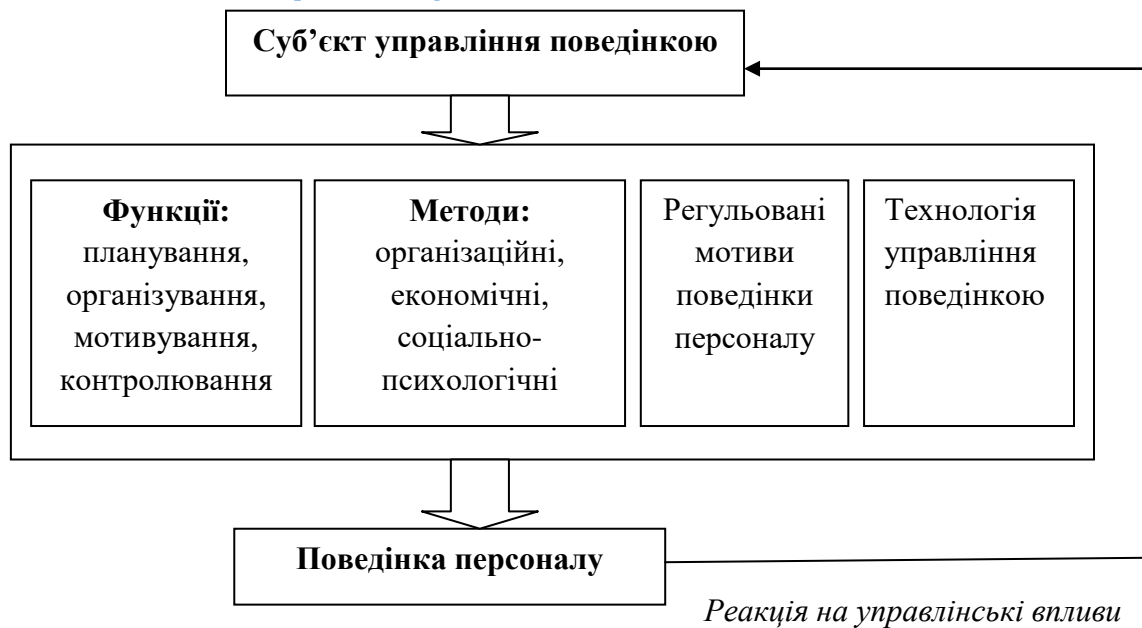 Суб’єкт управління поведінкою
Функції:
планування,
організування,
мотивування,
контролювання
Методи:
організаційні,
економічні,
соціально-
психологічні
Регульовані
мотиви
поведінки
персоналу
Технологія
управління
поведінкою
Поведінка персоналу
Реакція на управлінські впливи